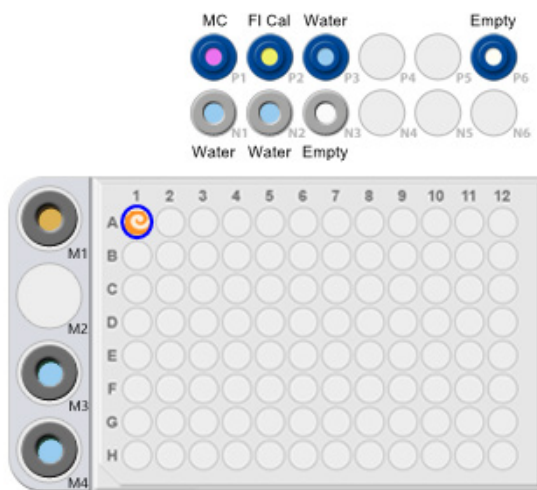 MC FI Cal Water Empty
P1 P2 P3 P4 P5 P6
N1 N2 N3 N4 N5 N6
Water Water Empty
1 2 3 4 5 6 7 8 9 10 11 12
A
M1
B
C
D
M2
E
F
M3
G
H
M4